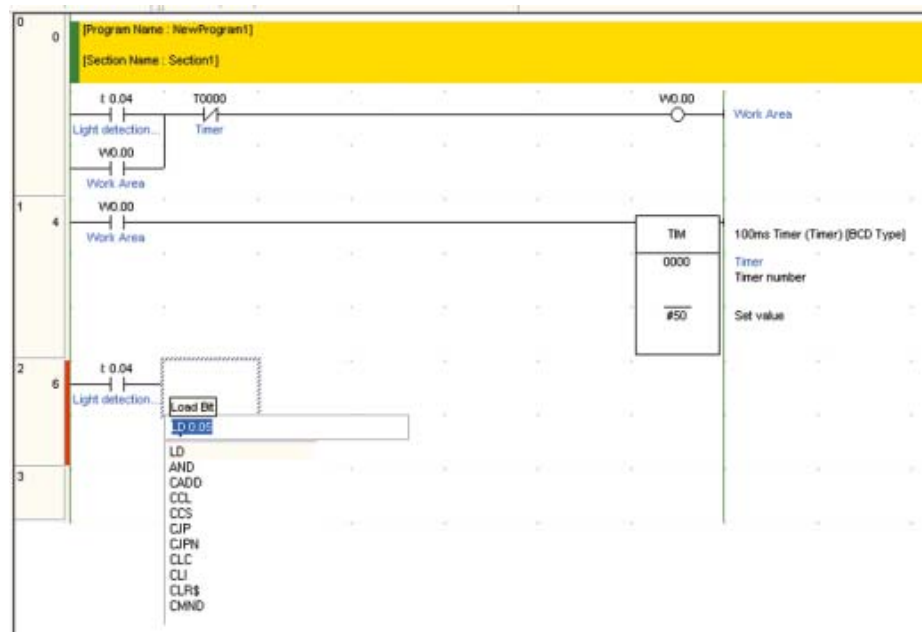 0
0
[Program Name : NewProgram1]
[Section Name : Section1]
I: 0.04 T0000 W0.00
Light detection... Timer Work Area
W0.00
Work Area
1
4
W0.00
Work Area
TIM 100ms Timer (Timer) [BCD Type]
0000 Timer
Timer number
#50 Set value
2
6
I: 0.04
Light detection...
Load Bit
LD 0.05
LD
AND
CADD
CCL
CCS
CJP
CJPN
CLC
CLI
CLR$
CMND
3